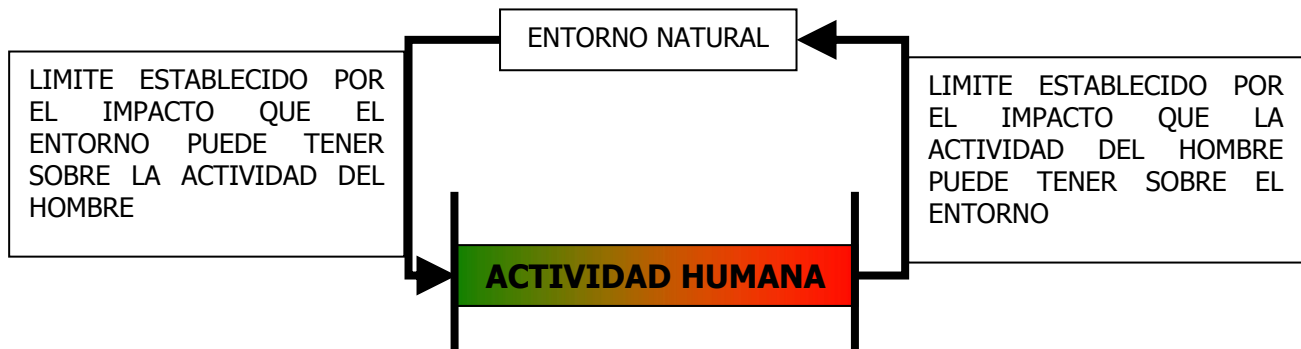 ENTORNO NATURAL
LIMITE ESTABLECIDO POR
EL IMPACTO QUE EL
ENTORNO PUEDE TENER
SOBRE LA ACTIVIDAD DEL
HOMBRE
LIMITE ESTABLECIDO POR
EL IMPACTO QUE LA
ACTIVIDAD DEL HOMBRE
PUEDE TENER SOBRE EL
ENTORNO
ACTIVIDAD HUMANA